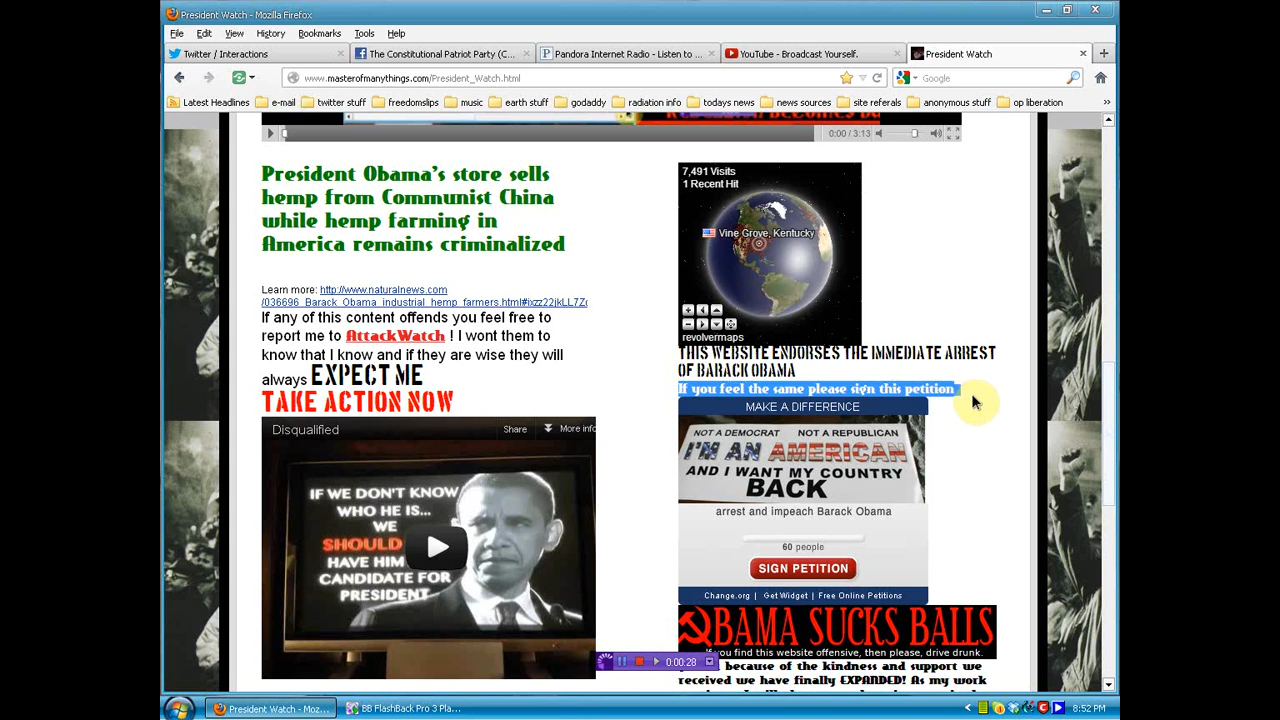 President Watch - Mozilla Firefox
File Edit View History Bookmarks Tools Help
Twitter / Interactions
The Constitutional Patriot Party (C...
Pandora Internet Radio - Listen to ...
YouTube - Broadcast Yourself.
President Watch
www.masterofmanythings.com/President_Watch.html
Google
Latest Headlines e-mail twitter stuff freedomslips music earth stuff godaddy radiation info todays news news sources site referals anonymous stuff op liberation
0:00 / 3:13
President Obama's store sells
hemp from Communist China
while hemp farming in
America remains criminalized
Learn more: http://www.naturalnews.com
/036696_Barack_Obama_industrial_hemp_farmers.html#ixzz22jkLL7Z
If any of this content offends you feel free to
report me to AttackWatch ! I wont them to
know that I know and if they are wise they will
always EXPECT ME
TAKE ACTION NOW
Disqualified
Share
More info
IF WE DON'T KNOW
WHO HE IS...
WE
SHOULD
HAVE HIM
CANDIDATE FOR
PRESIDENT
7,491 Visits
1 Recent Hit
Vine Grove, Kentucky
revolvermaps
THIS WEBSITE ENDORSES THE IMMEDIATE ARREST
OF BARACK OBAMA
If you feel the same please sign this petition
MAKE A DIFFERENCE
NOT A DEMOCRAT NOT A REPUBLICAN
I'M AN AMERICAN
AND I WANT MY COUNTRY
BACK
arrest and impeach Barack Obama
60 people
SIGN PETITION
Change.org | Get Widget | Free Online Petitions
BAMA SUCKS BALLS
If you find this website offensive, then please, drive drunk.
because of the kindness and support we
received we have finally EXPANDED! As my work
0:00:28
President Watch - Moz...
BB FlashBack Pro 3 Pla...
8:52 PM